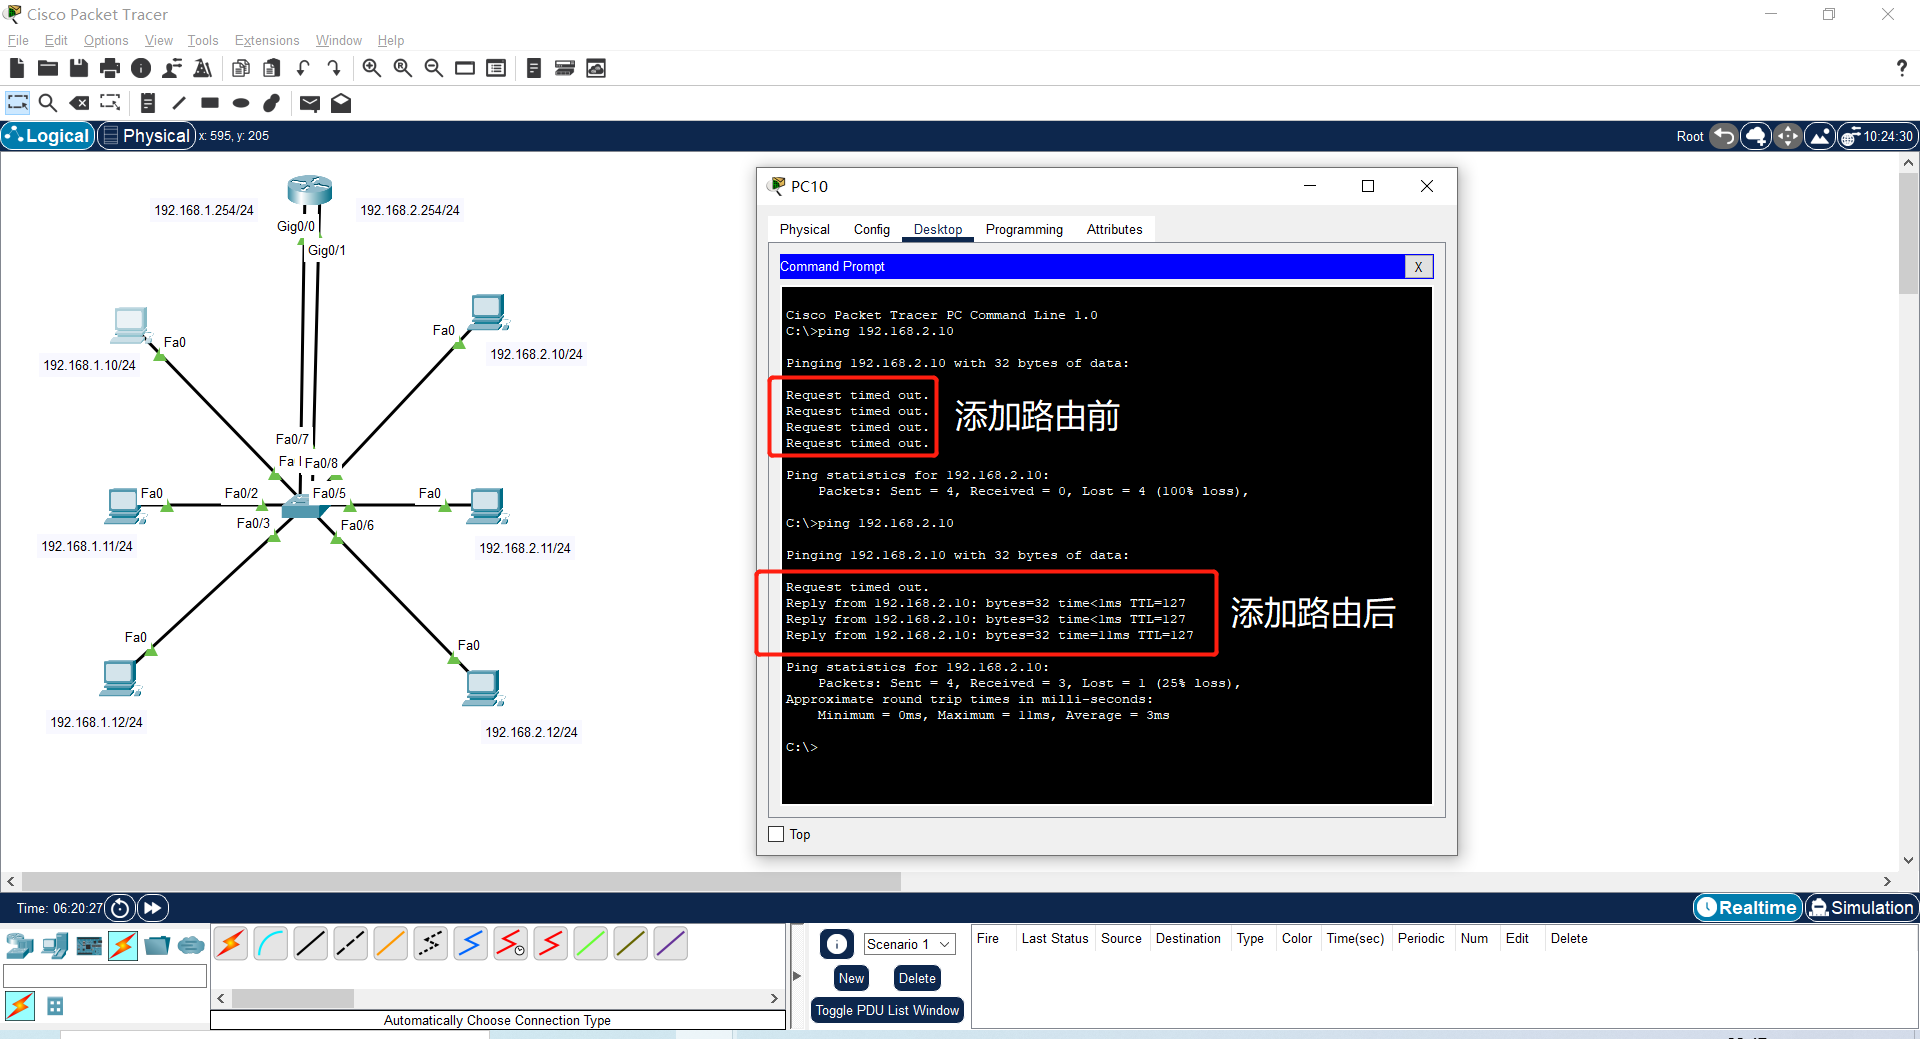 Cisco Packet Tracer
File Edit Options View Tools Extensions Window Help
Logical Physical x: 595, y: 205 Root 10:24:30
192.168.1.254/24
192.168.2.254/24
Gig0/0
Gig0/1
Fa0
192.168.1.10/24
Fa0
192.168.2.10/24
Fa0/7
Fa
Fa0/8
Fa0
Fa0/2
Fa0/5
Fa0
Fa0/3
Fa0/6
192.168.1.11/24
192.168.2.11/24
Fa0
192.168.1.12/24
Fa0
192.168.2.12/24
PC10
Physical Config Desktop Programming Attributes
Command Prompt X
Cisco Packet Tracer PC Command Line 1.0
C:\>ping 192.168.2.10
Pinging 192.168.2.10 with 32 bytes of data:
Request timed out.
Request timed out.
Request timed out.
Request timed out.
添加路由前
Ping statistics for 192.168.2.10:
Packets: Sent = 4, Received = 0, Lost = 4 (100% loss),
C:\>ping 192.168.2.10
Pinging 192.168.2.10 with 32 bytes of data:
Request timed out.
Reply from 192.168.2.10: bytes=32 time<1ms TTL=127
Reply from 192.168.2.10: bytes=32 time<1ms TTL=127
Reply from 192.168.2.10: bytes=32 time=11ms TTL=127
添加路由后
Ping statistics for 192.168.2.10:
Packets: Sent = 4, Received = 3, Lost = 1 (25% loss),
Approximate round trip times in milli-seconds:
Minimum = 0ms, Maximum = 11ms, Average = 3ms
C:\>
Top
Time: 06:20:27 Realtime Simulation
Scenario 1
New Delete
Toggle PDU List Window
Fire Last Status Source Destination Type Color Time(sec) Periodic Num Edit Delete
Automatically Choose Connection Type